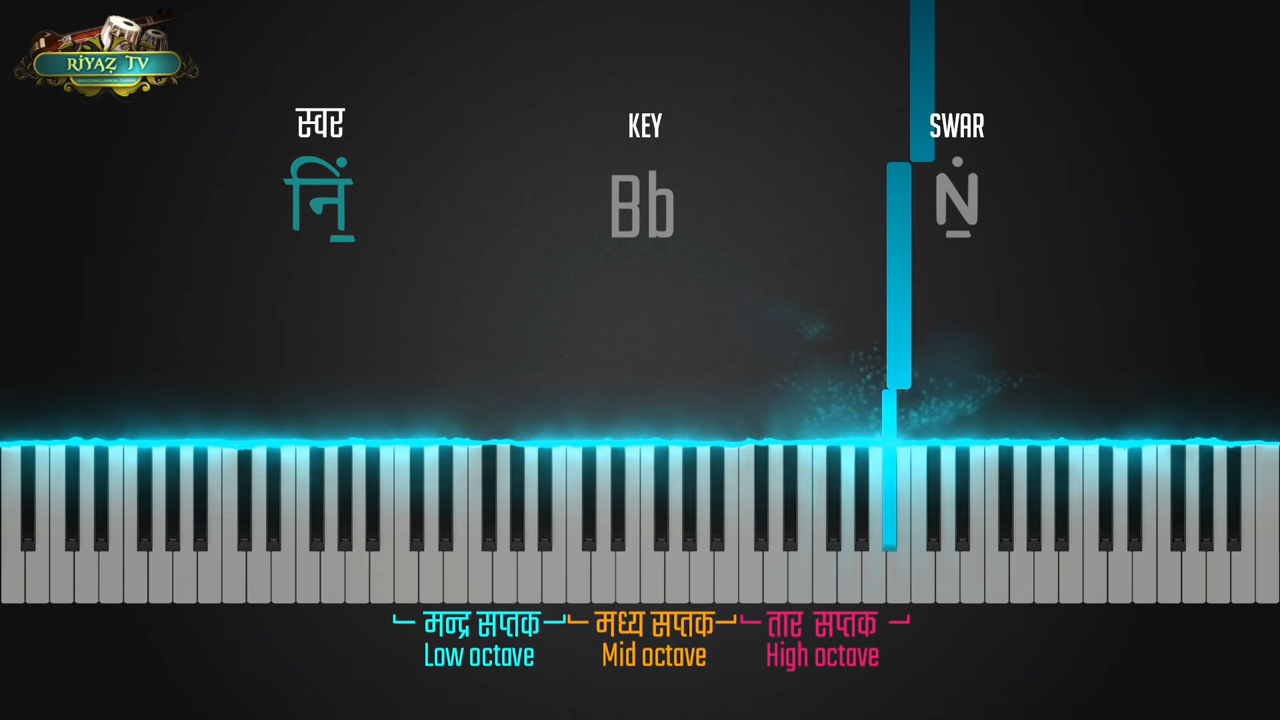 RiYAZ TV
स्वर
KEY
SWAR
नि॒ं
Bb
Ṅ̲
मन्द्र सप्तक
मध्य सप्तक
तार सप्तक
Low octave
Mid octave
High octave